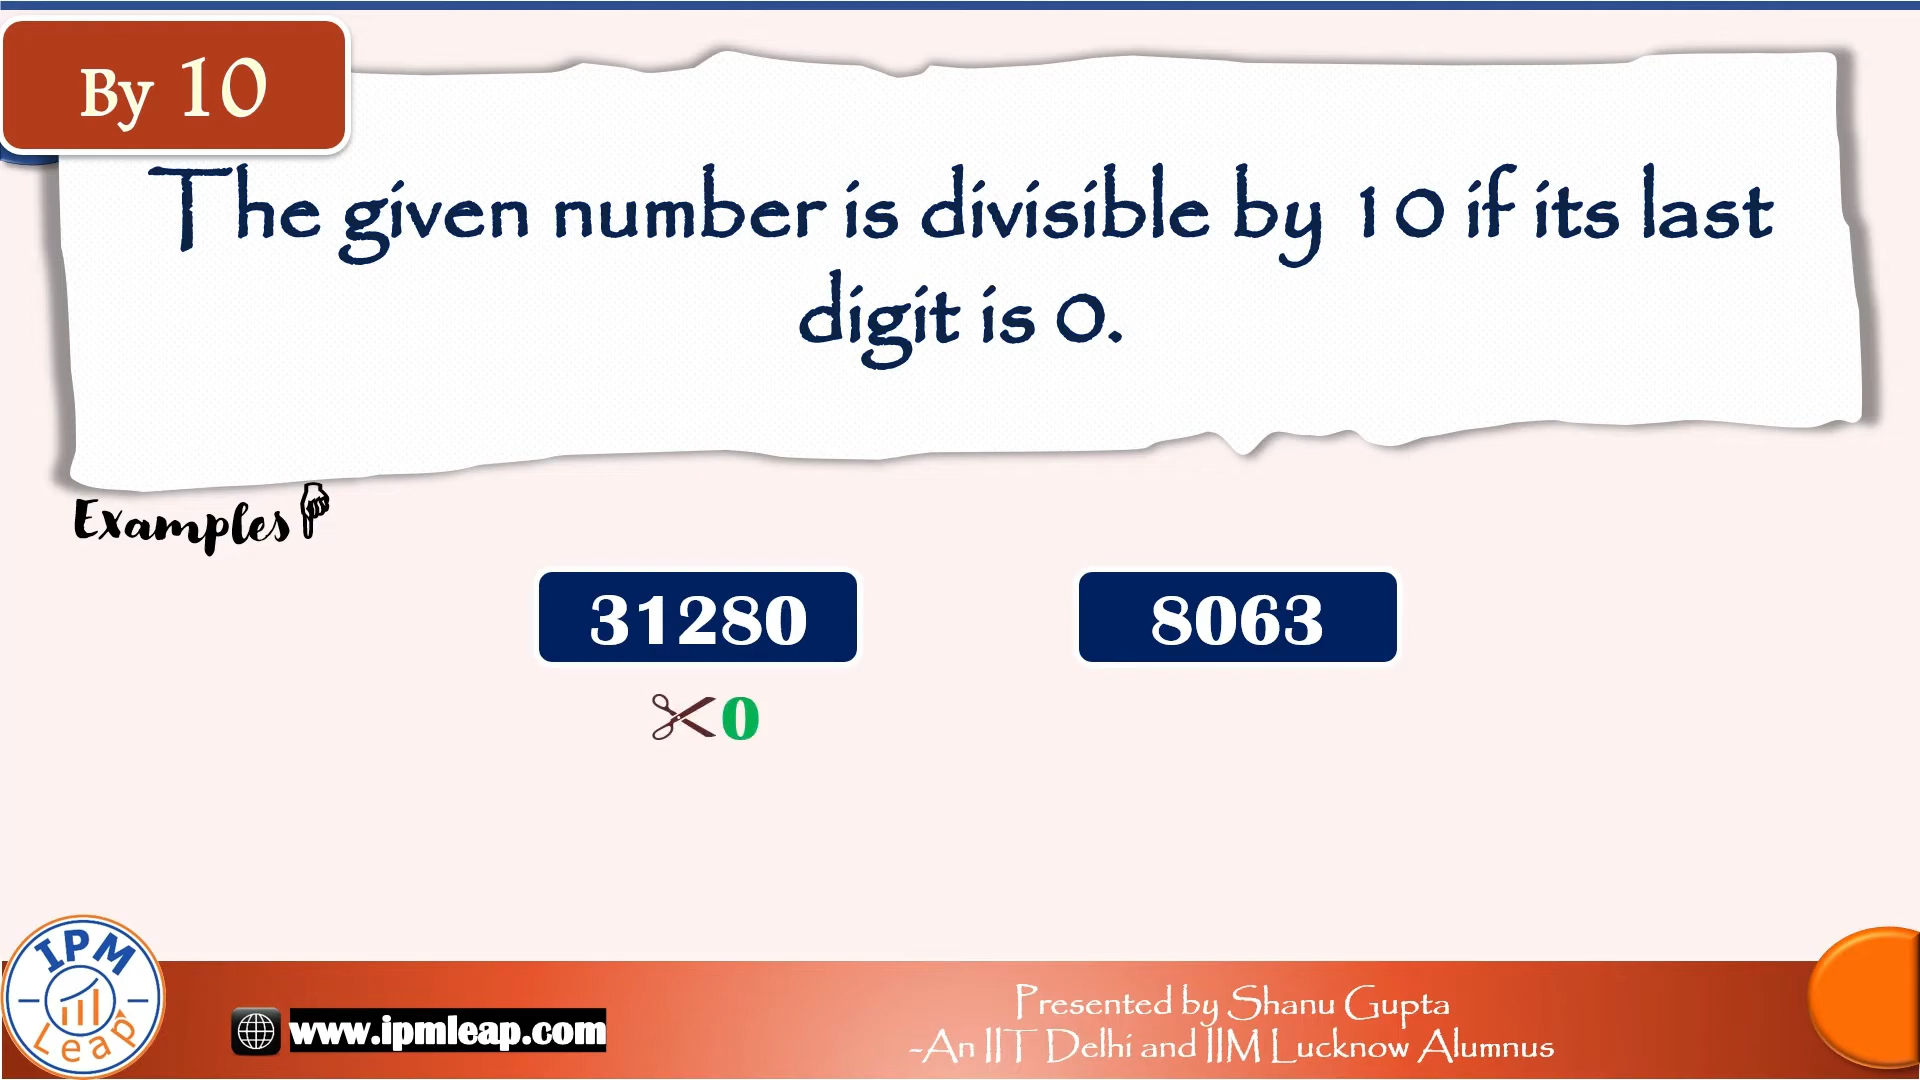 By 10
The given number is divisible by 10 if its last
digit is 0.
Examples
31280
8063
0
IPM
Leap
www.ipmleap.com
Presented by Shanu Gupta
-An IIT Delhi and IIM Lucknow Alumnus